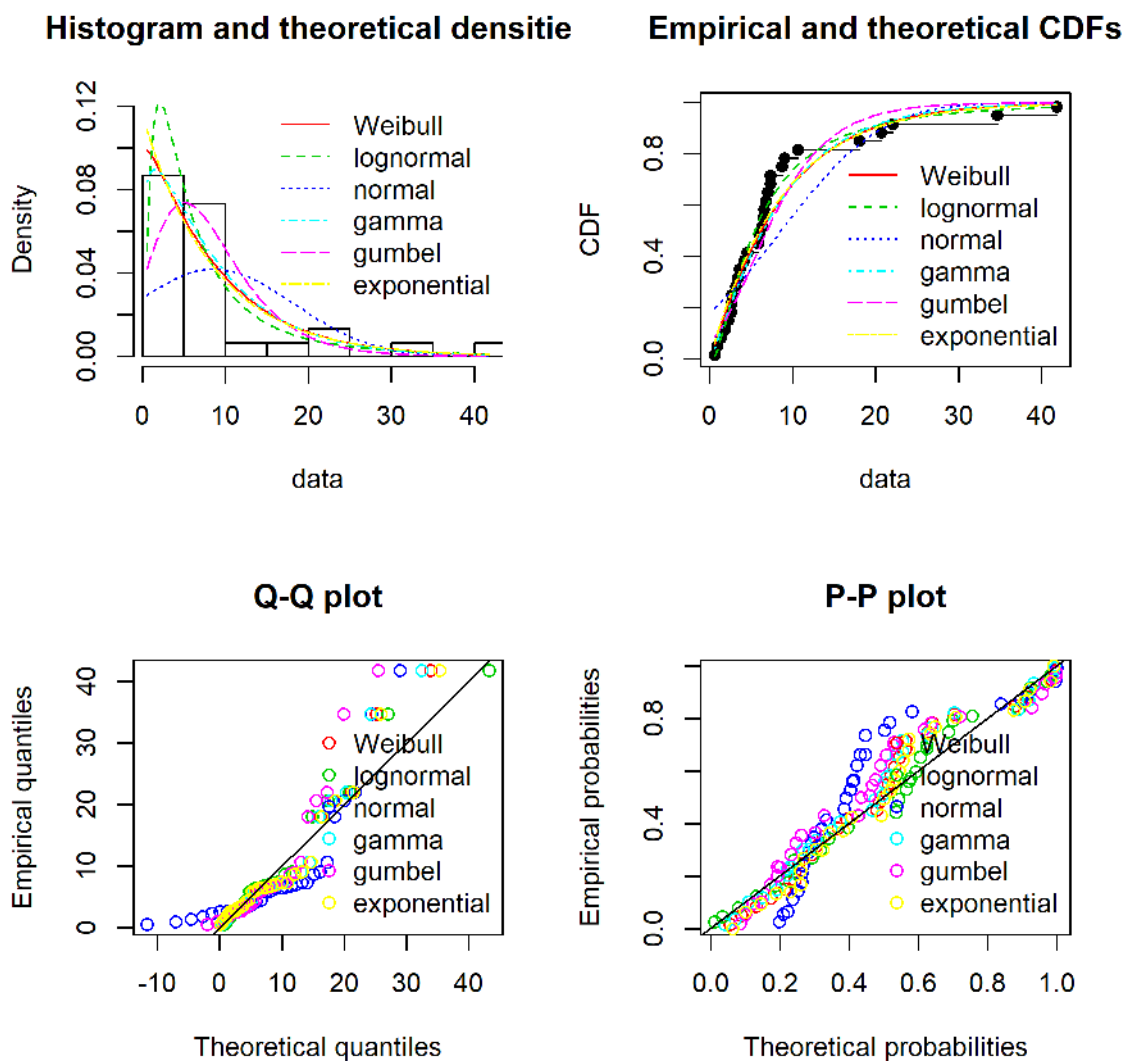 Histogram and theoretical densitie
Density
0.00 0.04 0.08 0.12
Weibull
lognormal
normal
gamma
gumbel
exponential
0 10 20 30 40
data
Empirical and theoretical CDFs
CDF
0.0 0.4 0.8
Weibull
lognormal
normal
gamma
gumbel
exponential
0 10 20 30 40
data
Q-Q plot
Empirical quantiles
0 10 20 30 40
Weibull
lognormal
normal
gamma
gumbel
exponential
-10 0 10 20 30 40
Theoretical quantiles
P-P plot
Empirical probabilities
0.0 0.4 0.8
Weibull
lognormal
normal
gamma
gumbel
exponential
0.0 0.2 0.4 0.6 0.8 1.0
Theoretical probabilities